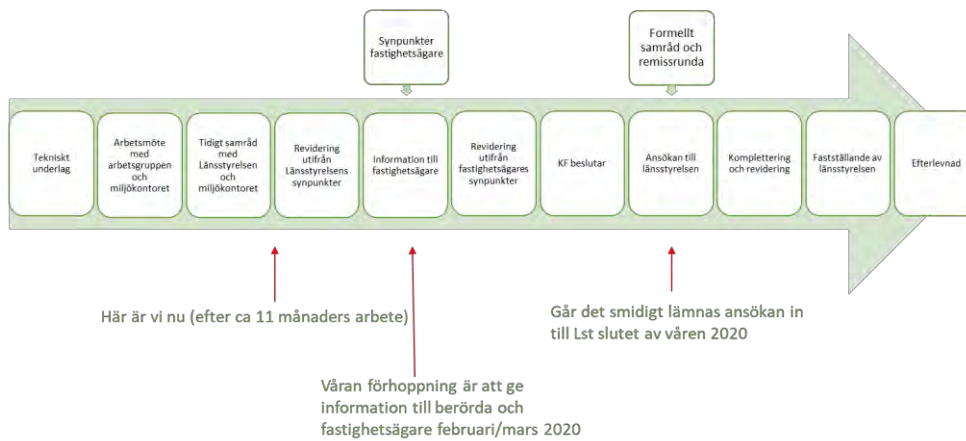 Synpunkter
fastighetsägare
Formellt
samråd och
remissrunda
Tekniskt
underlag
Arbetsmöte
med
arbetsgruppen
och
miljökontoret
Tidigt samråd
med
Länsstyrelsen
och
miljökontoret
Revidering
utifrån
Länsstyrelsens
synpunkter
Information till
fastighetsägare
Revidering
utifrån
fastighetsägares
synpunkter
KF beslutar
Ansökan till
länsstyrelsen
Komplettering
och revidering
Fastställande av
länsstyrelsen
Efterlevnad
Här är vi nu (efter ca 11 månaders arbete)
Går det smidigt lämnas ansökan in
till Lst slutet av våren 2020
Våran förhoppning är att ge
information till berörda och
fastighetsägare februari/mars 2020